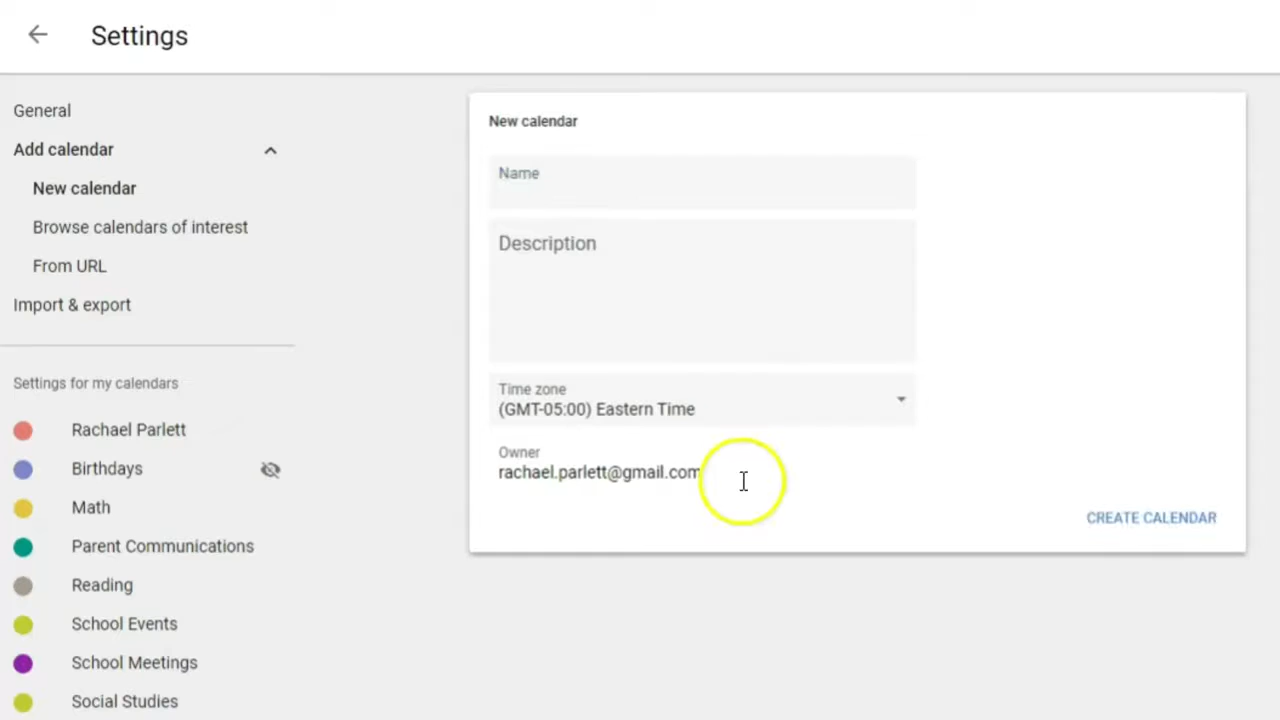 Settings
General
Add calendar
New calendar
Browse calendars of interest
From URL
Import & export
Settings for my calendars
Rachael Parlett
Birthdays
Math
Parent Communications
Reading
School Events
School Meetings
Social Studies
New calendar
Name
Description
Time zone
(GMT-05:00) Eastern Time
Owner
rachael.parlett@gmail.com
CREATE CALENDAR